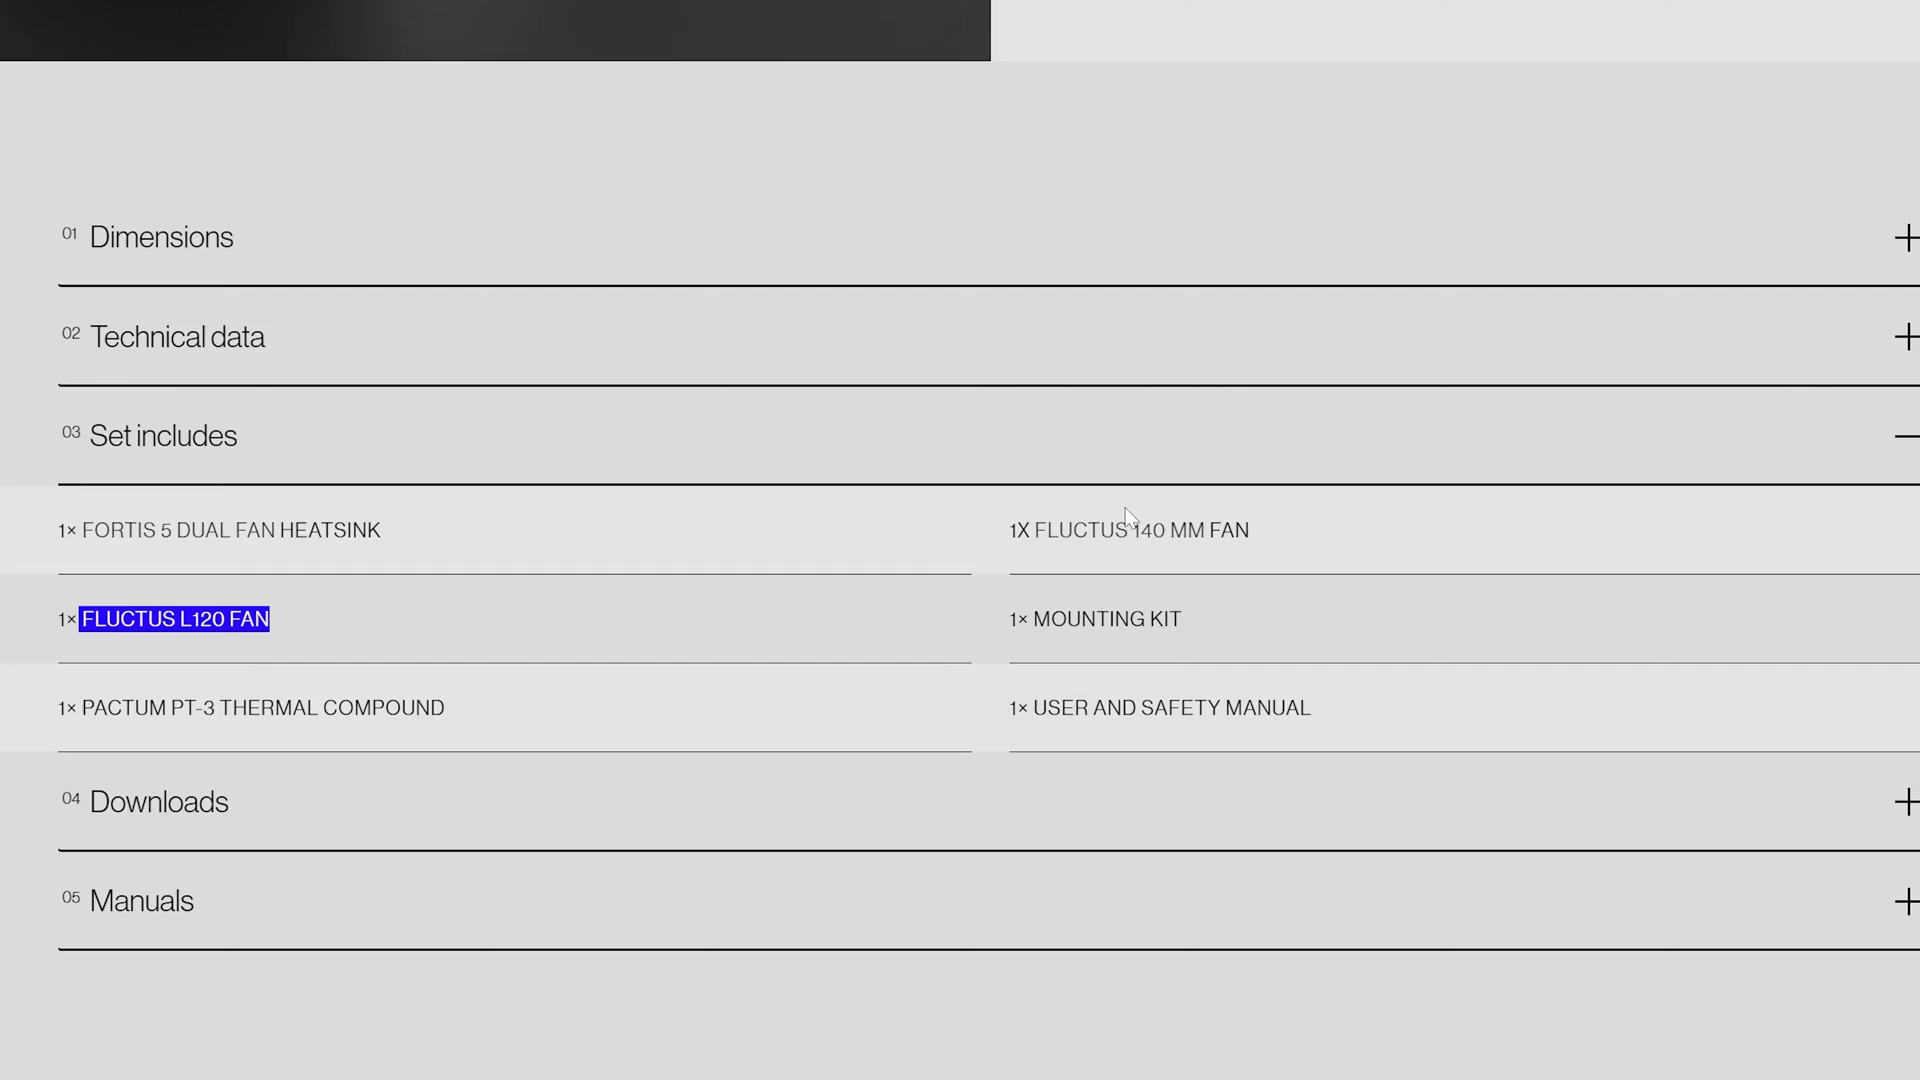 01 Dimensions
02 Technical data
03 Set includes
1× FORTIS 5 DUAL FAN HEATSINK
1X FLUCTUS 140 MM FAN
1× FLUCTUS L120 FAN
1× MOUNTING KIT
1× PACTUM PT-3 THERMAL COMPOUND
1× USER AND SAFETY MANUAL
04 Downloads
05 Manuals